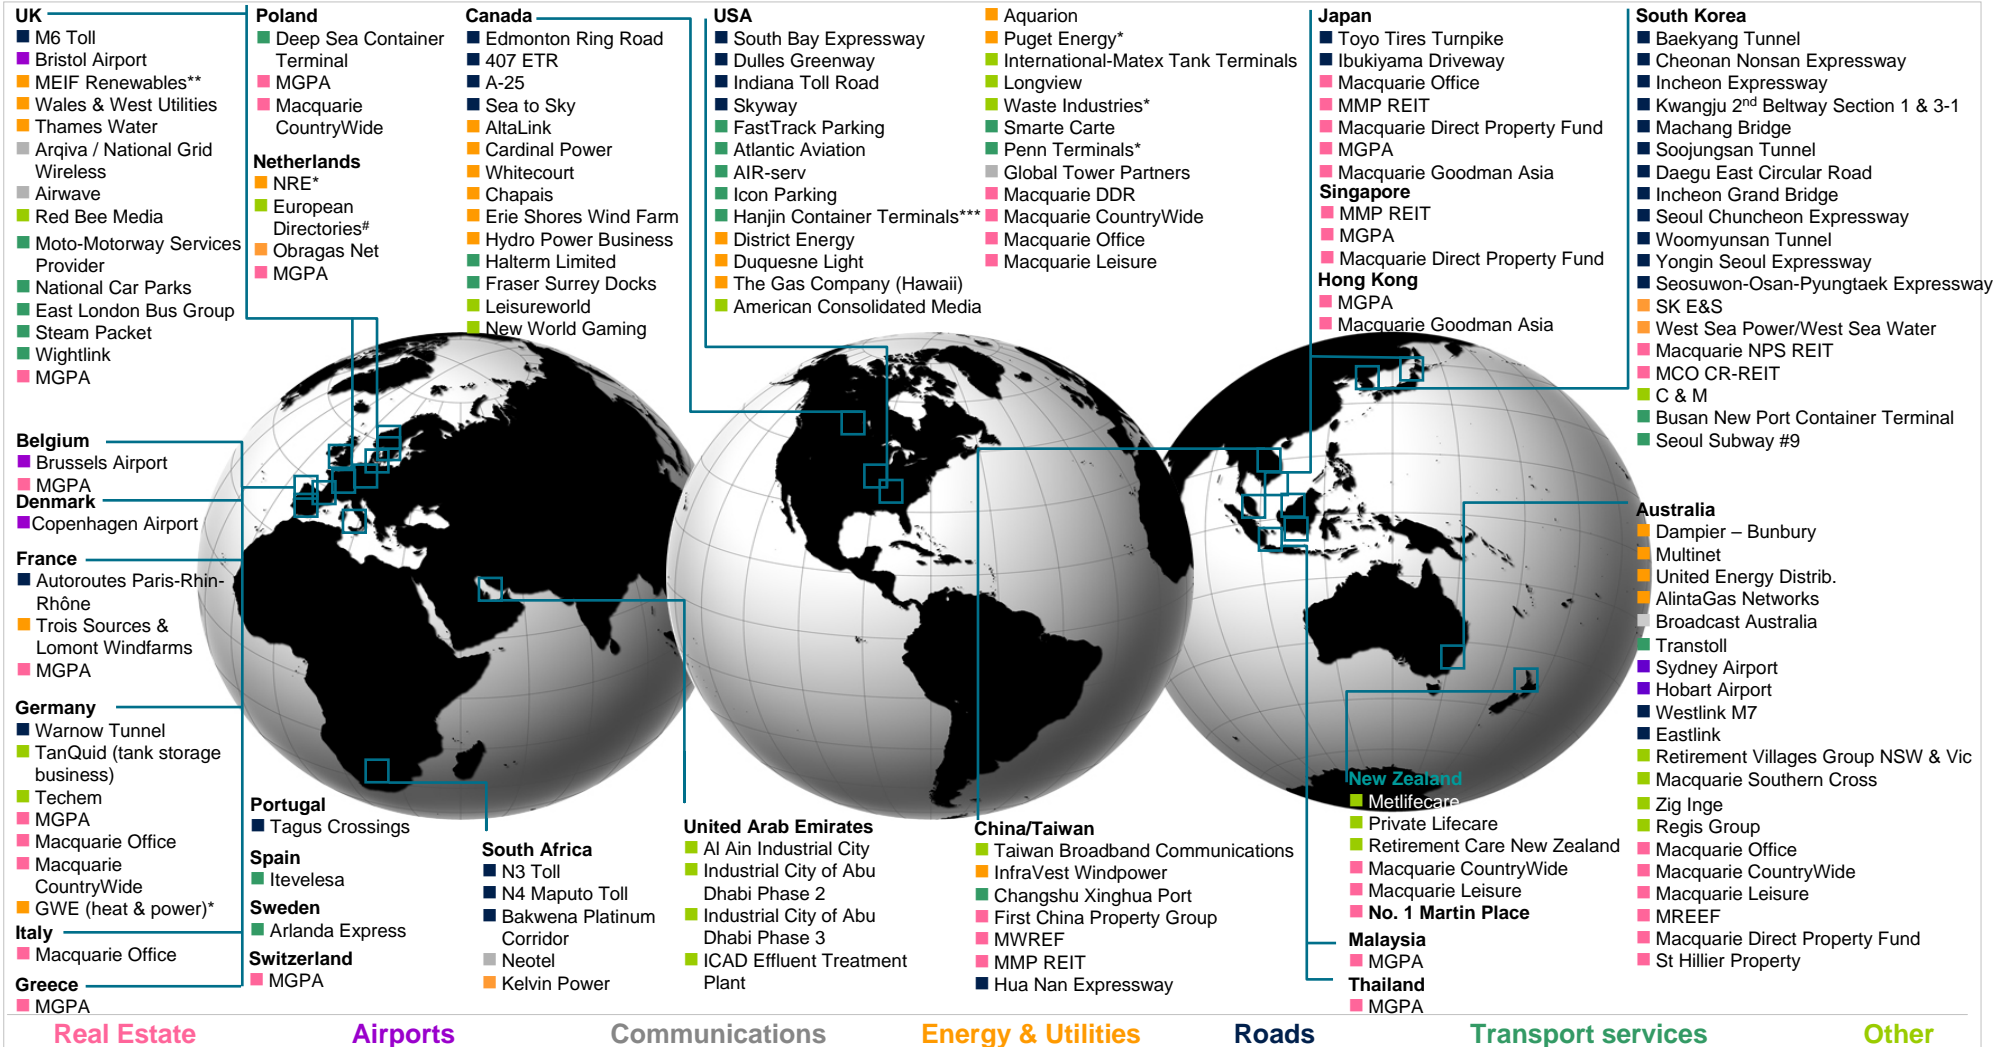 UK
M6 Toll
Bristol Airport
MEIF Renewables**
Wales & West Utilities
Thames Water
Arqiva / National Grid
Wireless
Airwave
Red Bee Media
Moto-Motorway Services
Provider
National Car Parks
East London Bus Group
Steam Packet
Wightlink
MGPA
Belgium
Brussels Airport
MGPA
Denmark
Copenhagen Airport
France
Autoroutes Paris-Rhin-
Rhône
Trois Sources &
Lomont Windfarms
MGPA
Germany
Warnow Tunnel
TanQuid (tank storage
business)
Techem
MGPA
Macquarie Office
Macquarie
CountryWide
GWE (heat & power)*
Italy
Macquarie Office
Greece
MGPA
Poland
Deep Sea Container
Terminal
MGPA
Macquarie
CountryWide
Netherlands
NRE*
European
Directories#
Obragas Net
MGPA
Portugal
Tagus Crossings
Spain
Itevelesa
Sweden
Arlanda Express
Switzerland
MGPA
Canada
Edmonton Ring Road
407 ETR
A-25
Sea to Sky
AltaLink
Cardinal Power
Whitecourt
Chapais
Erie Shores Wind Farm
Hydro Power Business
Halterm Limited
Fraser Surrey Docks
Leisureworld
New World Gaming
South Africa
N3 Toll
N4 Maputo Toll
Bakwena Platinum
Corridor
Neotel
Kelvin Power
USA
South Bay Expressway
Dulles Greenway
Indiana Toll Road
Skyway
FastTrack Parking
Atlantic Aviation
AIR-serv
Icon Parking
Hanjin Container Terminals***
District Energy
Duquesne Light
The Gas Company (Hawaii)
American Consolidated Media
Aquarion
Puget Energy*
International-Matex Tank Terminals
Longview
Waste Industries*
Smarte Carte
Penn Terminals*
Global Tower Partners
Macquarie DDR
Macquarie CountryWide
Macquarie Office
Macquarie Leisure
United Arab Emirates
Al Ain Industrial City
Industrial City of Abu
Dhabi Phase 2
Industrial City of Abu
Dhabi Phase 3
ICAD Effluent Treatment
Plant
China/Taiwan
Taiwan Broadband Communications
InfraVest Windpower
Changshu Xinghua Port
First China Property Group
MWREF
MMP REIT
Hua Nan Expressway
Japan
Toyo Tires Turnpike
Ibukiyama Driveway
Macquarie Office
MMP REIT
Macquarie Direct Property Fund
MGPA
Macquarie Goodman Asia
Singapore
MMP REIT
MGPA
Macquarie Direct Property Fund
Hong Kong
MGPA
Macquarie Goodman Asia
New Zealand
Metlifecare
Private Lifecare
Retirement Care New Zealand
Macquarie CountryWide
Macquarie Leisure
No. 1 Martin Place
Malaysia
MGPA
Thailand
MGPA
South Korea
Baekyang Tunnel
Cheonan Nonsan Expressway
Incheon Expressway
Kwangju 2nd Beltway Section 1 & 3-1
Machang Bridge
Soojungsan Tunnel
Daegu East Circular Road
Incheon Grand Bridge
Seoul Chuncheon Expressway
Woomyunsan Tunnel
Yongin Seoul Expressway
Seosuwon-Osan-Pyungtaek Expressway
SK E&S
West Sea Power/West Sea Water
Macquarie NPS REIT
MCO CR-REIT
C & M
Busan New Port Container Terminal
Seoul Subway #9
Australia
Dampier – Bunbury
Multinet
United Energy Distrib.
AlintaGas Networks
Broadcast Australia
Transtoll
Sydney Airport
Hobart Airport
Westlink M7
Eastlink
Retirement Villages Group NSW & Vic
Macquarie Southern Cross
Zig Inge
Regis Group
Macquarie Office
Macquarie CountryWide
Macquarie Leisure
MREEF
Macquarie Direct Property Fund
St Hillier Property
Real Estate
Airports
Communications
Energy & Utilities
Roads
Transport services
Other